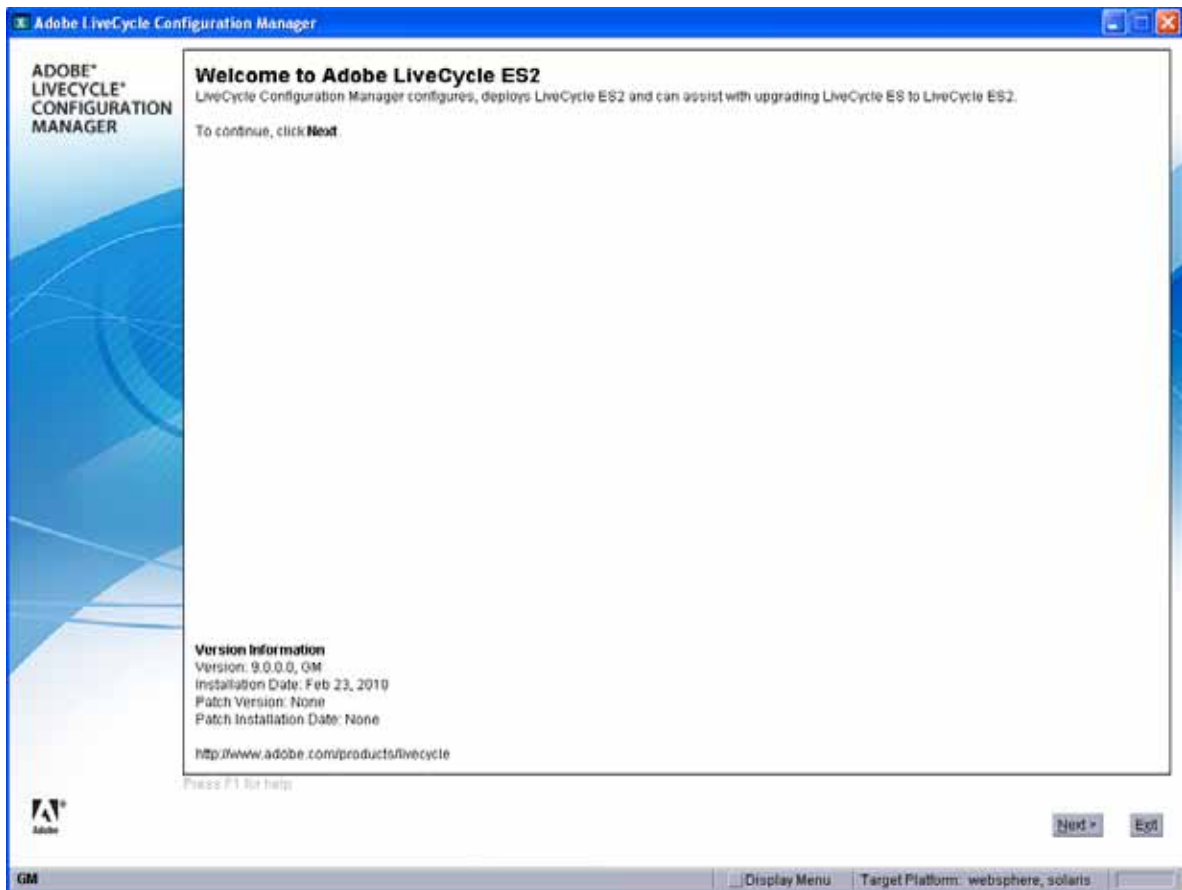 Adobe LiveCycle Configuration Manager
ADOBE®
LIVECYCLE®
CONFIGURATION
MANAGER
Welcome to Adobe LiveCycle ES2
LiveCycle Configuration Manager configures, deploys LiveCycle ES2 and can assist with upgrading LiveCycle ES to LiveCycle ES2.
To continue, click Next
Version Information
Version: 9.0.0.0, GM
Installation Date: Feb 23, 2010
Patch Version: None
Patch Installation Date: None
http://www.adobe.com/products/livecycle
Press F1 for help
Adobe
Next >
Exit
GM
Display Menu
Target Platform: websphere, solaris